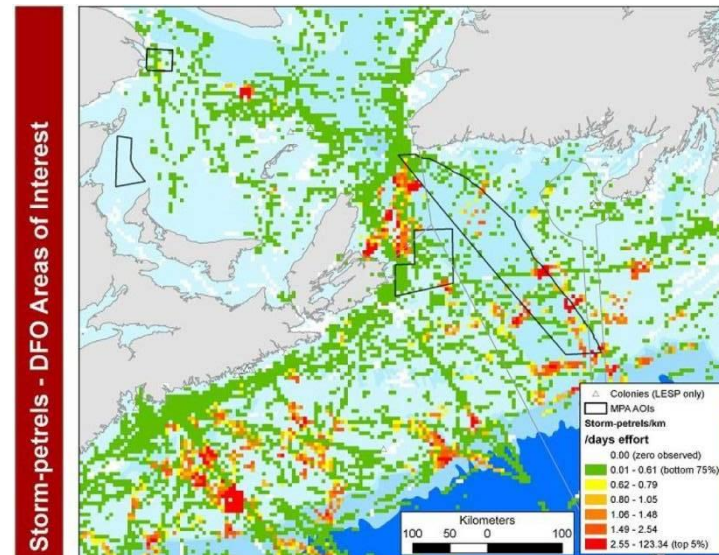 Storm-petrels - DFO Areas of Interest
Colonies (LESP only)
MPA AOIs
Storm-petrels/km
/days effort
0.00 (zero observed)
0.01 - 0.61 (bottom 75%)
0.62 - 0.79
0.80 - 1.05
1.06 - 1.48
1.49 - 2.54
2.55 - 123.34 (top 5%)
Kilometers
100 50 0 100